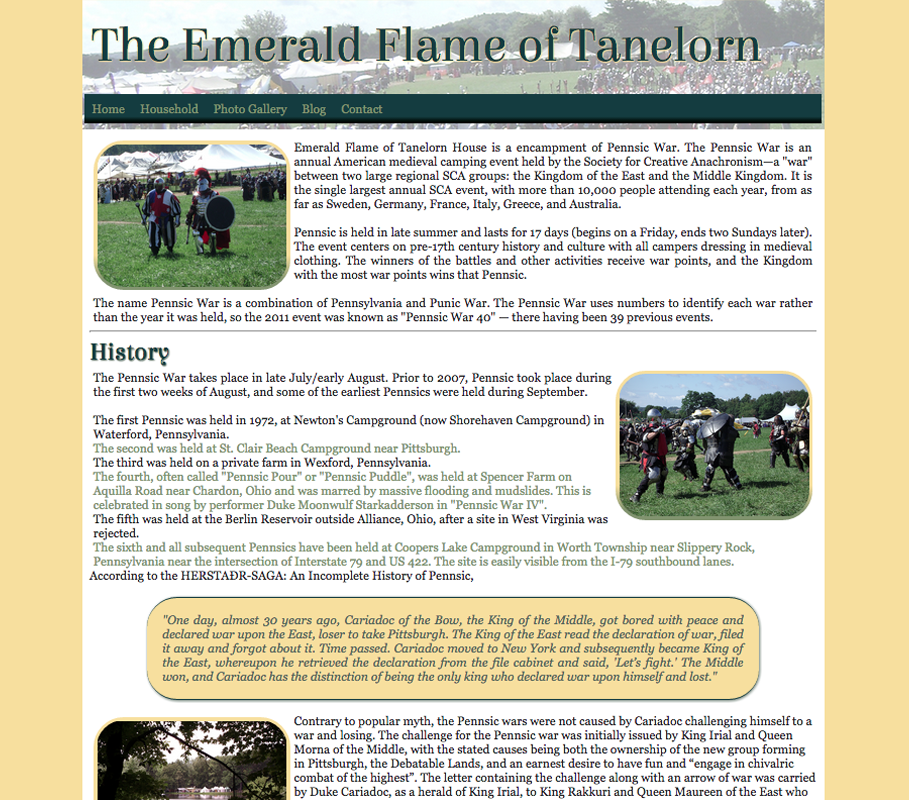 The Emerald Flame of Tanelorn
Home Household Photo Gallery Blog Contact
Emerald Flame of Tanelorn House is a encampment of Pennsic War. The Pennsic War is an
annual American medieval camping event held by the Society for Creative Anachronism—a "war"
between two large regional SCA groups: the Kingdom of the East and the Middle Kingdom. It is
the single largest annual SCA event, with more than 10,000 people attending each year, from as
far as Sweden, Germany, France, Italy, Greece, and Australia.
Pennsic is held in late summer and lasts for 17 days (begins on a Friday, ends two Sundays later).
The event centers on pre-17th century history and culture with all campers dressing in medieval
clothing. The winners of the battles and other activities receive war points, and the Kingdom
with the most war points wins that Pennsic.
The name Pennsic War is a combination of Pennsylvania and Punic War. The Pennsic War uses numbers to identify each war rather
than the year it was held, so the 2011 event was known as "Pennsic War 40" — there having been 39 previous events.
History
The Pennsic War takes place in late July/early August. Prior to 2007, Pennsic took place during
the first two weeks of August, and some of the earliest Pennsics were held during September.
The first Pennsic was held in 1972, at Newton's Campground (now Shorehaven Campground) in
Waterford, Pennsylvania.
The second was held at St. Clair Beach Campground near Pittsburgh.
The third was held on a private farm in Wexford, Pennsylvania.
The fourth, often called "Pennsic Pour" or "Pennsic Puddle", was held at Spencer Farm on
Aquilla Road near Chardon, Ohio and was marred by massive flooding and mudslides. This is
celebrated in song by performer Duke Moonwulf Starkadderson in "Pennsic War IV".
The fifth was held at the Berlin Reservoir outside Alliance, Ohio, after a site in West Virginia was
rejected.
The sixth and all subsequent Pennsics have been held at Coopers Lake Campground in Worth Township near Slippery Rock,
Pennsylvania near the intersection of Interstate 79 and US 422. The site is easily visible from the I-79 southbound lanes.
According to the HERSTAÐR-SAGA: An Incomplete History of Pennsic,
"One day, almost 30 years ago, Cariadoc of the Bow, the King of the Middle, got bored with peace and
declared war upon the East, loser to take Pittsburgh. The King of the East read the declaration of war, filed
it away and forgot about it. Time passed. Cariadoc moved to New York and subsequently became King of
the East, whereupon he retrieved the declaration from the file cabinet and said, 'Let's fight.' The Middle
won, and Cariadoc has the distinction of being the only king who declared war upon himself and lost."
Contrary to popular myth, the Pennsic wars were not caused by Cariadoc challenging himself to a
war and losing. The challenge for the Pennsic war was initially issued by King Irial and Queen
Morna of the Middle, with the stated causes being both the ownership of the new group forming
in Pittsburgh, the Debatable Lands, and an earnest desire to have fun and “engage in chivalric
combat of the highest”. The letter containing the challenge along with an arrow of war was carried
by Duke Cariadoc, as a herald of King Irial, to King Rakkuri and Queen Maureen of the East who